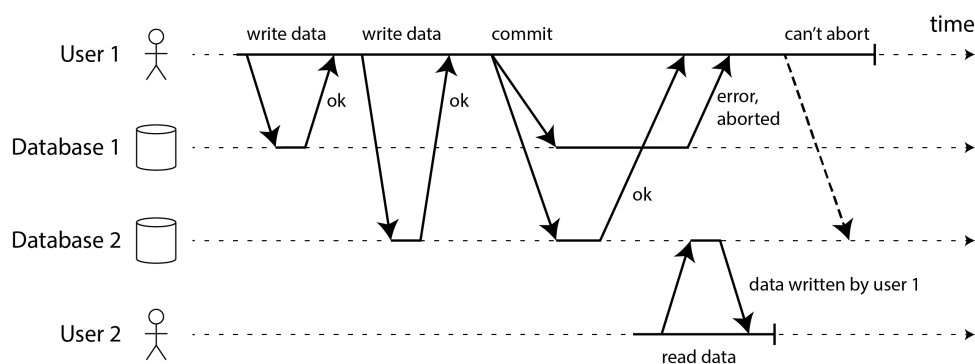 time
write data
write data
commit
can't abort
User 1
ok
ok
error,
aborted
Database 1
ok
Database 2
data written by user 1
User 2
read data